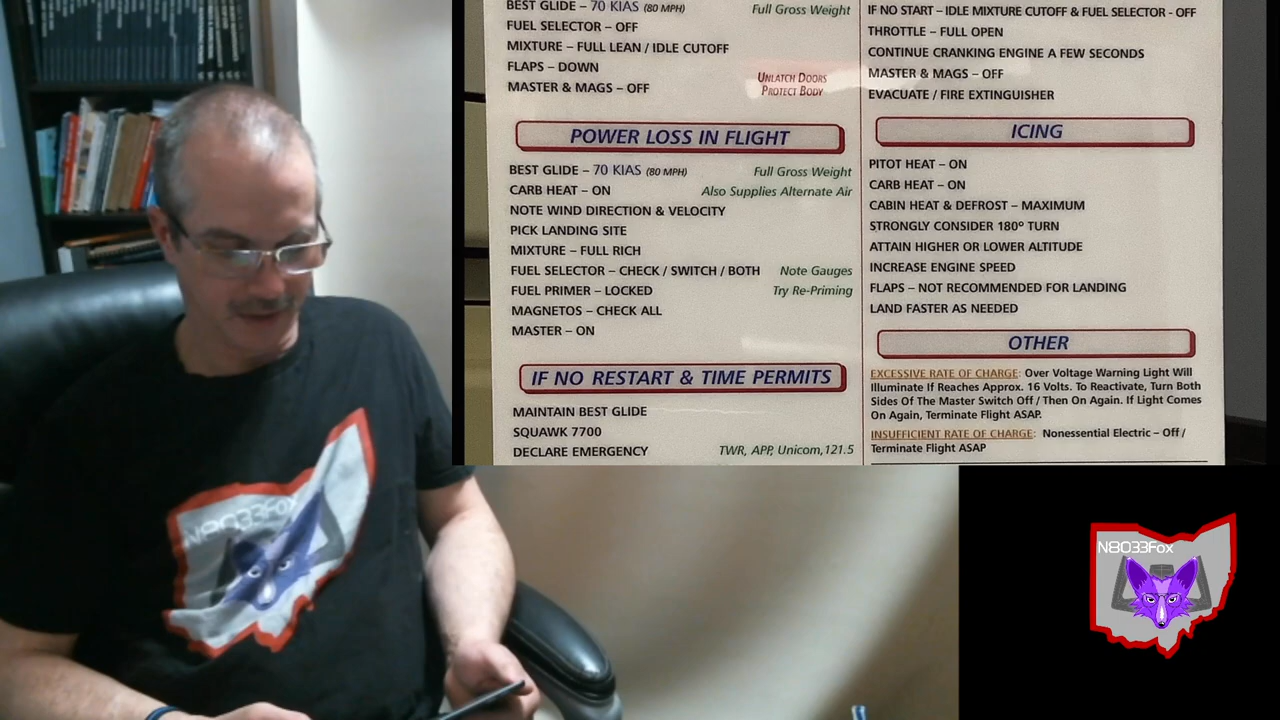 BEST GLIDE – 70 KIAS (80 MPH) Full Gross Weight
FUEL SELECTOR – OFF
MIXTURE – FULL LEAN / IDLE CUTOFF
FLAPS – DOWN
MASTER & MAGS – OFF
UNLATCH DOORS
PROTECT BODY
POWER LOSS IN FLIGHT
BEST GLIDE – 70 KIAS (80 MPH) Full Gross Weight
CARB HEAT – ON Also Supplies Alternate Air
NOTE WIND DIRECTION & VELOCITY
PICK LANDING SITE
MIXTURE – FULL RICH
FUEL SELECTOR – CHECK / SWITCH / BOTH Note Gauges
FUEL PRIMER – LOCKED Try Re-Priming
MAGNETOS – CHECK ALL
MASTER – ON
IF NO RESTART & TIME PERMITS
MAINTAIN BEST GLIDE
SQUAWK 7700
DECLARE EMERGENCY TWR, APP, Unicom,121.5
IF NO START – IDLE MIXTURE CUTOFF & FUEL SELECTOR - OFF
THROTTLE – FULL OPEN
CONTINUE CRANKING ENGINE A FEW SECONDS
MASTER & MAGS – OFF
EVACUATE / FIRE EXTINGUISHER
ICING
PITOT HEAT – ON
CARB HEAT – ON
CABIN HEAT & DEFROST – MAXIMUM
STRONGLY CONSIDER 180º TURN
ATTAIN HIGHER OR LOWER ALTITUDE
INCREASE ENGINE SPEED
FLAPS – NOT RECOMMENDED FOR LANDING
LAND FASTER AS NEEDED
OTHER
EXCESSIVE RATE OF CHARGE: Over Voltage Warning Light Will
Illuminate If Reaches Approx. 16 Volts. To Reactivate, Turn Both
Sides Of The Master Switch Off / Then On Again. If Light Comes
On Again, Terminate Flight ASAP.
INSUFFICIENT RATE OF CHARGE: Nonessential Electric – Off /
Terminate Flight ASAP
N8033Fox
N8033Fox